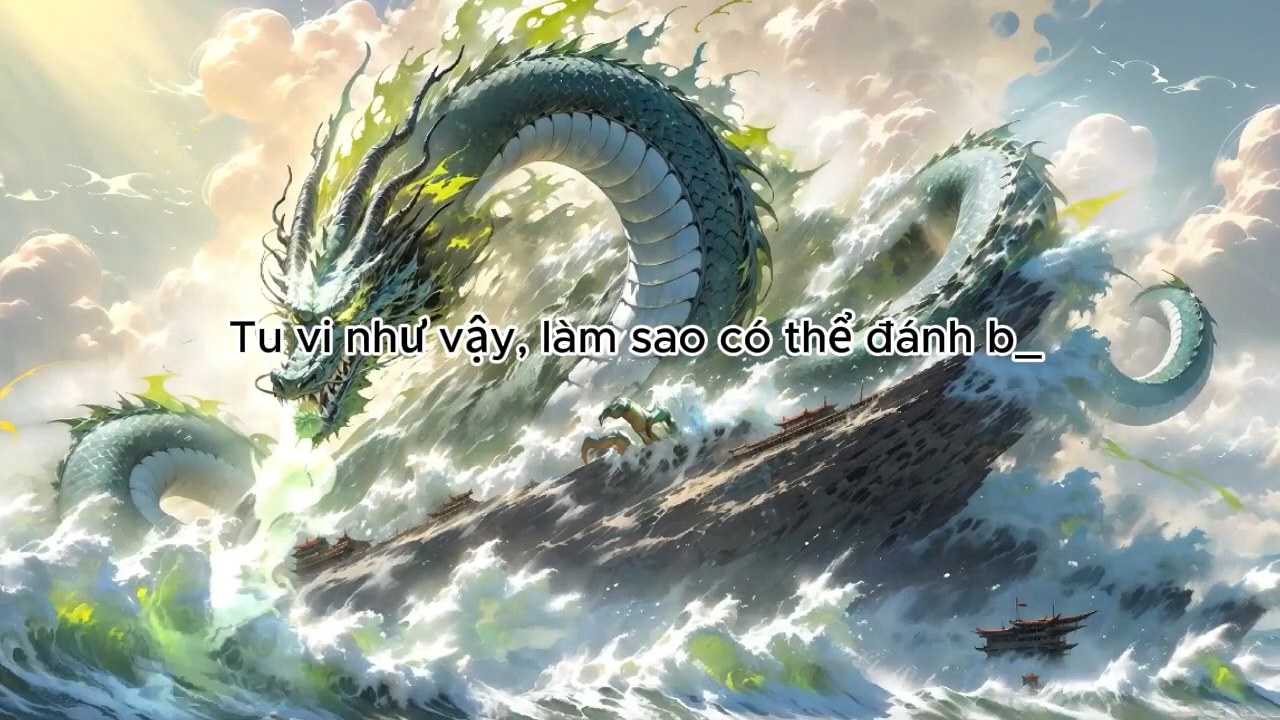 Tu vi như vậy, làm sao có thể đánh b_